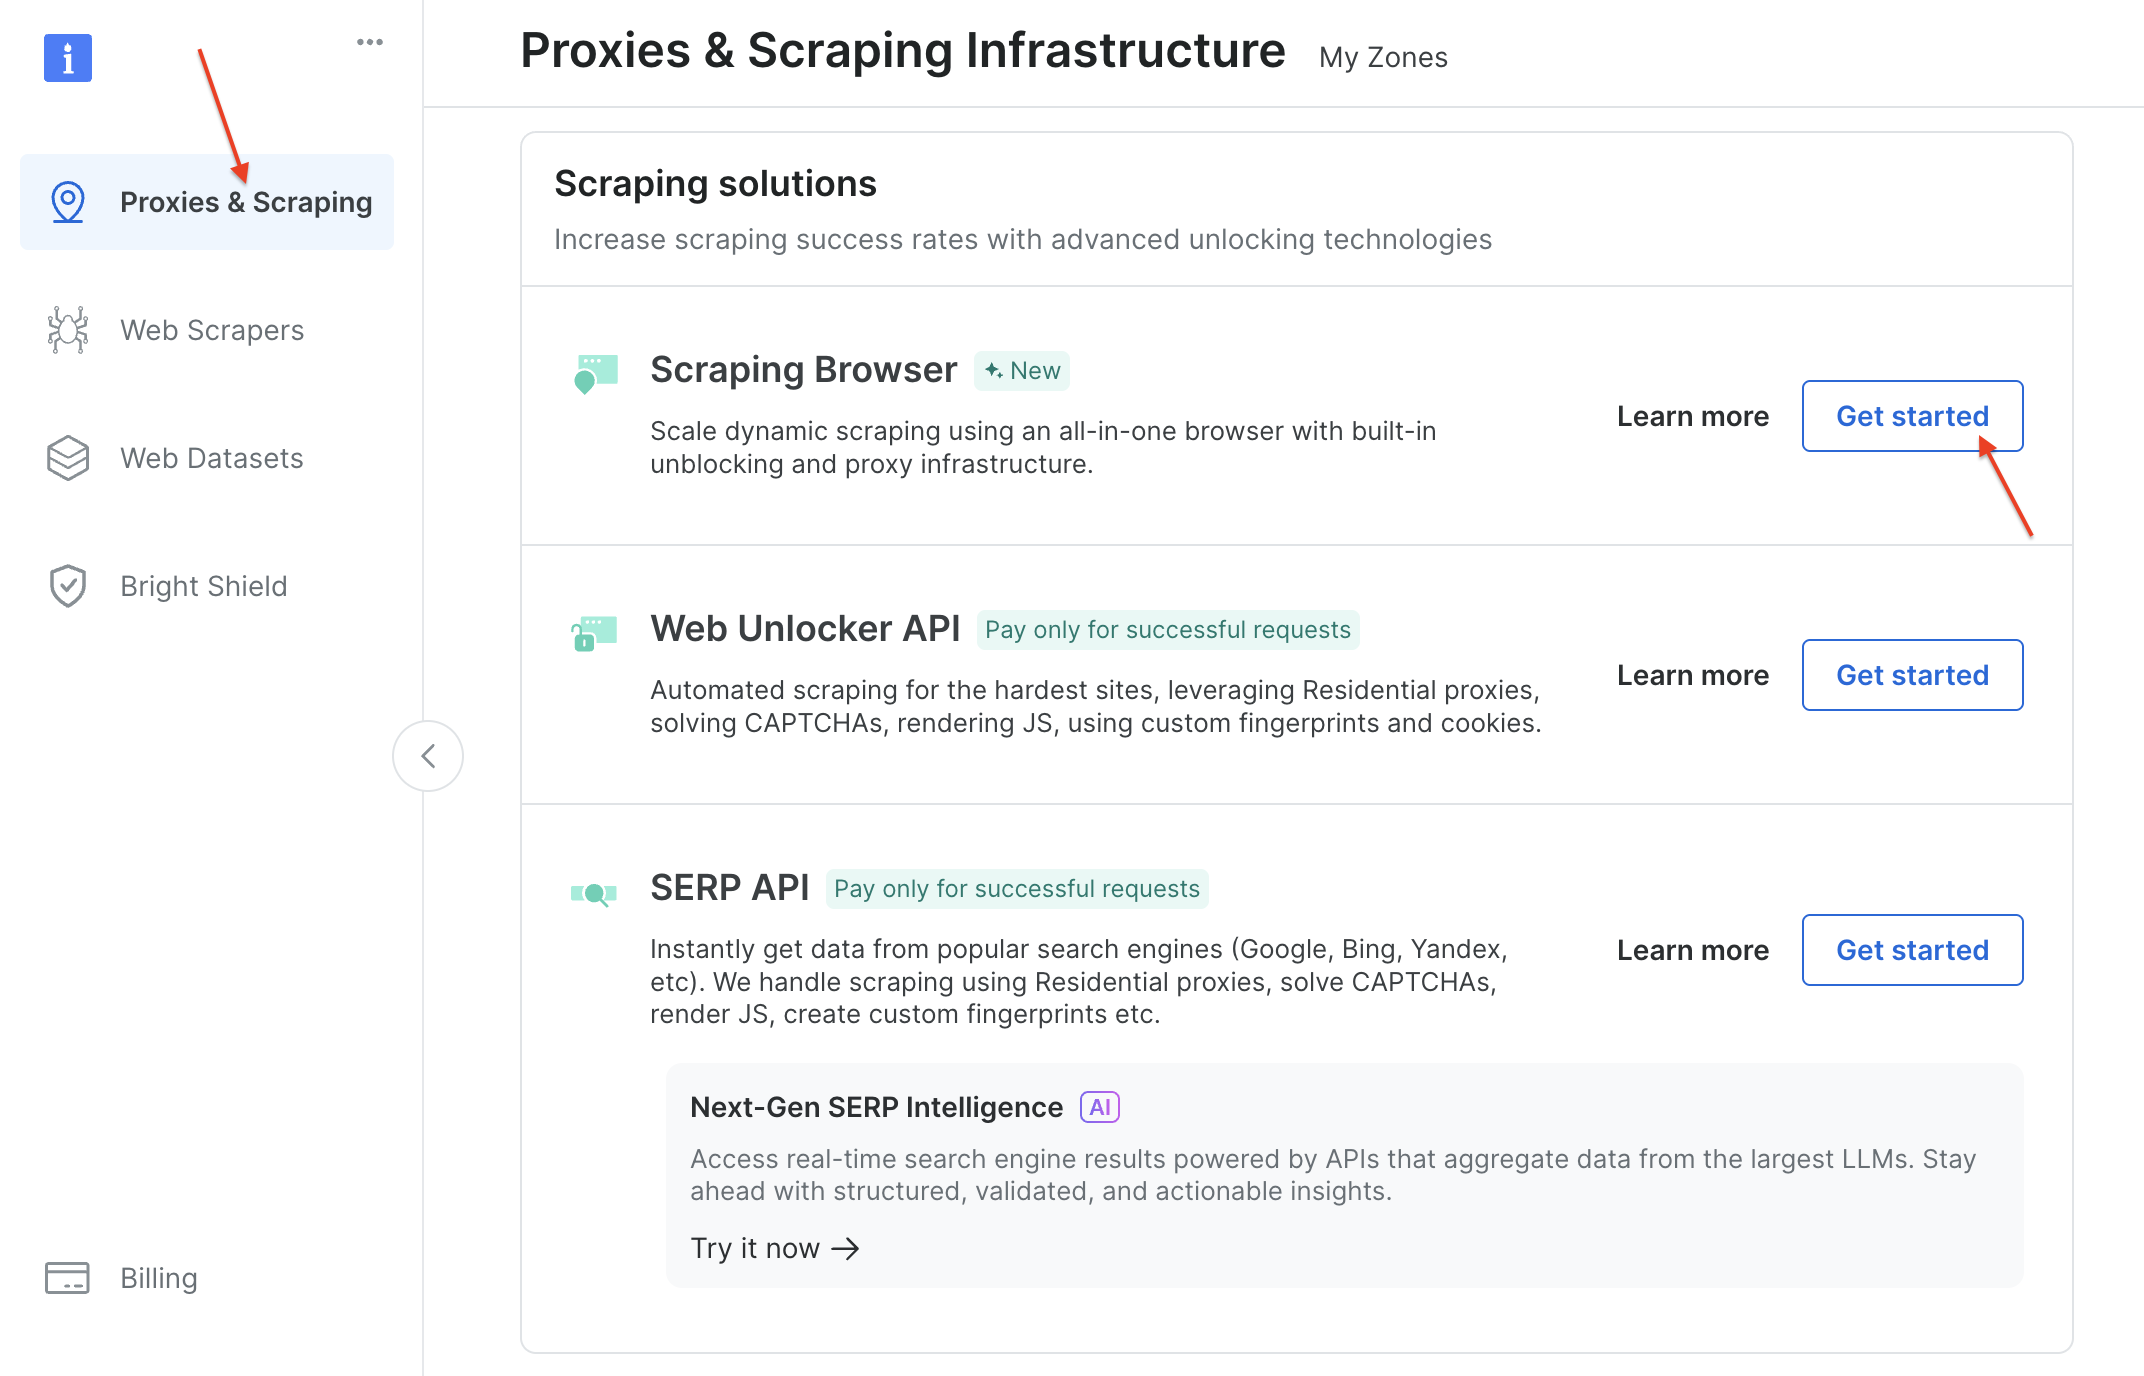 Proxies & Scraping
Web Scrapers
Web Datasets
Bright Shield
Billing
Proxies & Scraping Infrastructure
My Zones
Scraping solutions
Increase scraping success rates with advanced unlocking technologies
Scraping Browser
New
Scale dynamic scraping using an all-in-one browser with built-in
unblocking and proxy infrastructure.
Learn more
Get started
Web Unlocker API
Pay only for successful requests
Automated scraping for the hardest sites, leveraging Residential proxies,
solving CAPTCHAs, rendering JS, using custom fingerprints and cookies.
Learn more
Get started
SERP API
Pay only for successful requests
Instantly get data from popular search engines (Google, Bing, Yandex,
etc). We handle scraping using Residential proxies, solve CAPTCHAs,
render JS, create custom fingerprints etc.
Learn more
Get started
Next-Gen SERP Intelligence
AI
Access real-time search engine results powered by APIs that aggregate data from the largest LLMs. Stay
ahead with structured, validated, and actionable insights.
Try it now →